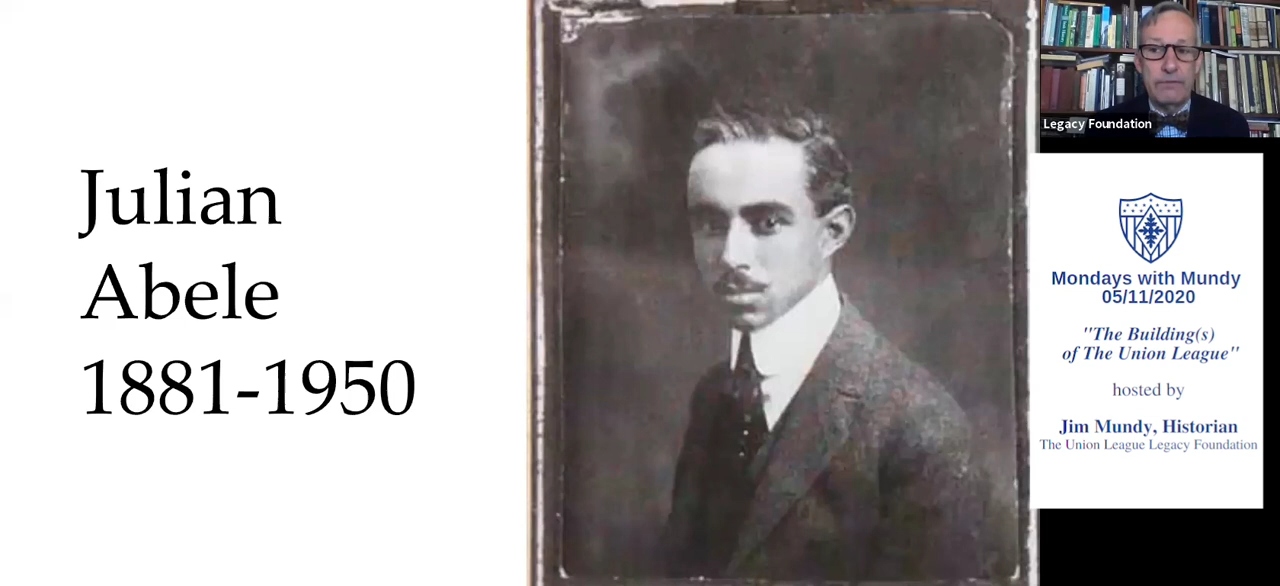 Julian
Abele
1881-1950
Legacy Foundation
Mondays with Mundy
05/11/2020
"The Building(s)
of The Union League"
hosted by
Jim Mundy, Historian
The Union League Legacy Foundation